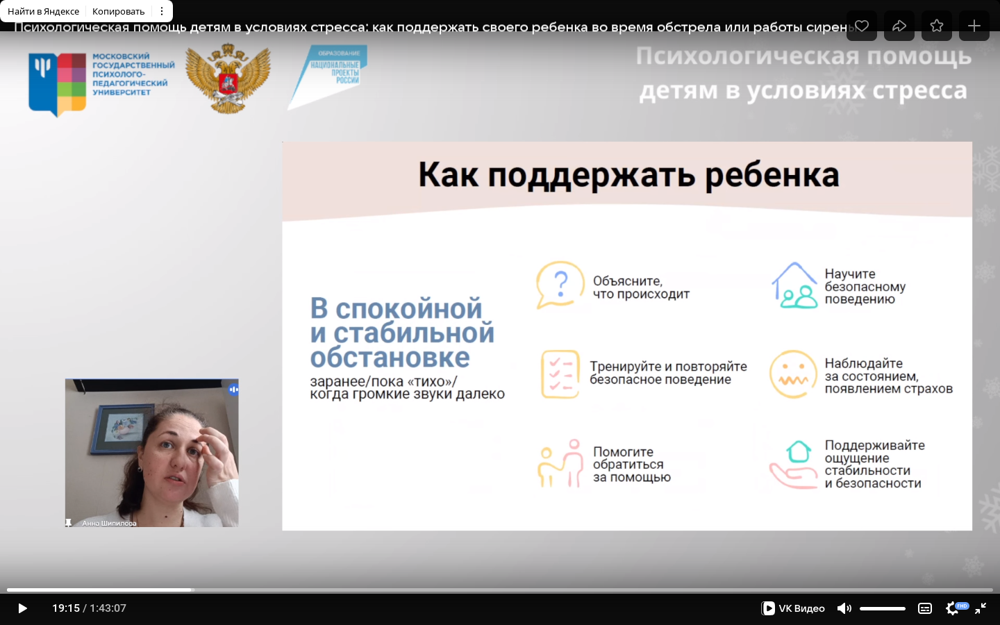 Найти в Яндексе
Копировать
Психологическая помощь детям в условиях стресса: как поддержать своего ребенка во время обстрела или работы сирены
МОСКОВСКИЙ
ГОСУДАРСТВЕННЫЙ
ПСИХОЛОГО-
ПЕДАГОГИЧЕСКИЙ
УНИВЕРСИТЕТ
ОБРАЗОВАНИЕ
НАЦИОНАЛЬНЫЕ
ПРОЕКТЫ
РОССИИ
Психологическая помощь
детям в условиях стресса
Как поддержать ребенка
В спокойной
и стабильной
обстановке
заранее/пока «тихо»/
когда громкие звуки далеко
Объясните,
что происходит
Научите
безопасному
поведению
Тренируйте и повторяйте
безопасное поведение
Наблюдайте
за состоянием,
появлением страхов
Помогите
обратиться
за помощью
Поддерживайте
ощущение
стабильности
и безопасности
Анна Шипилова
19:15 / 1:43:07
VK Видео
FHD